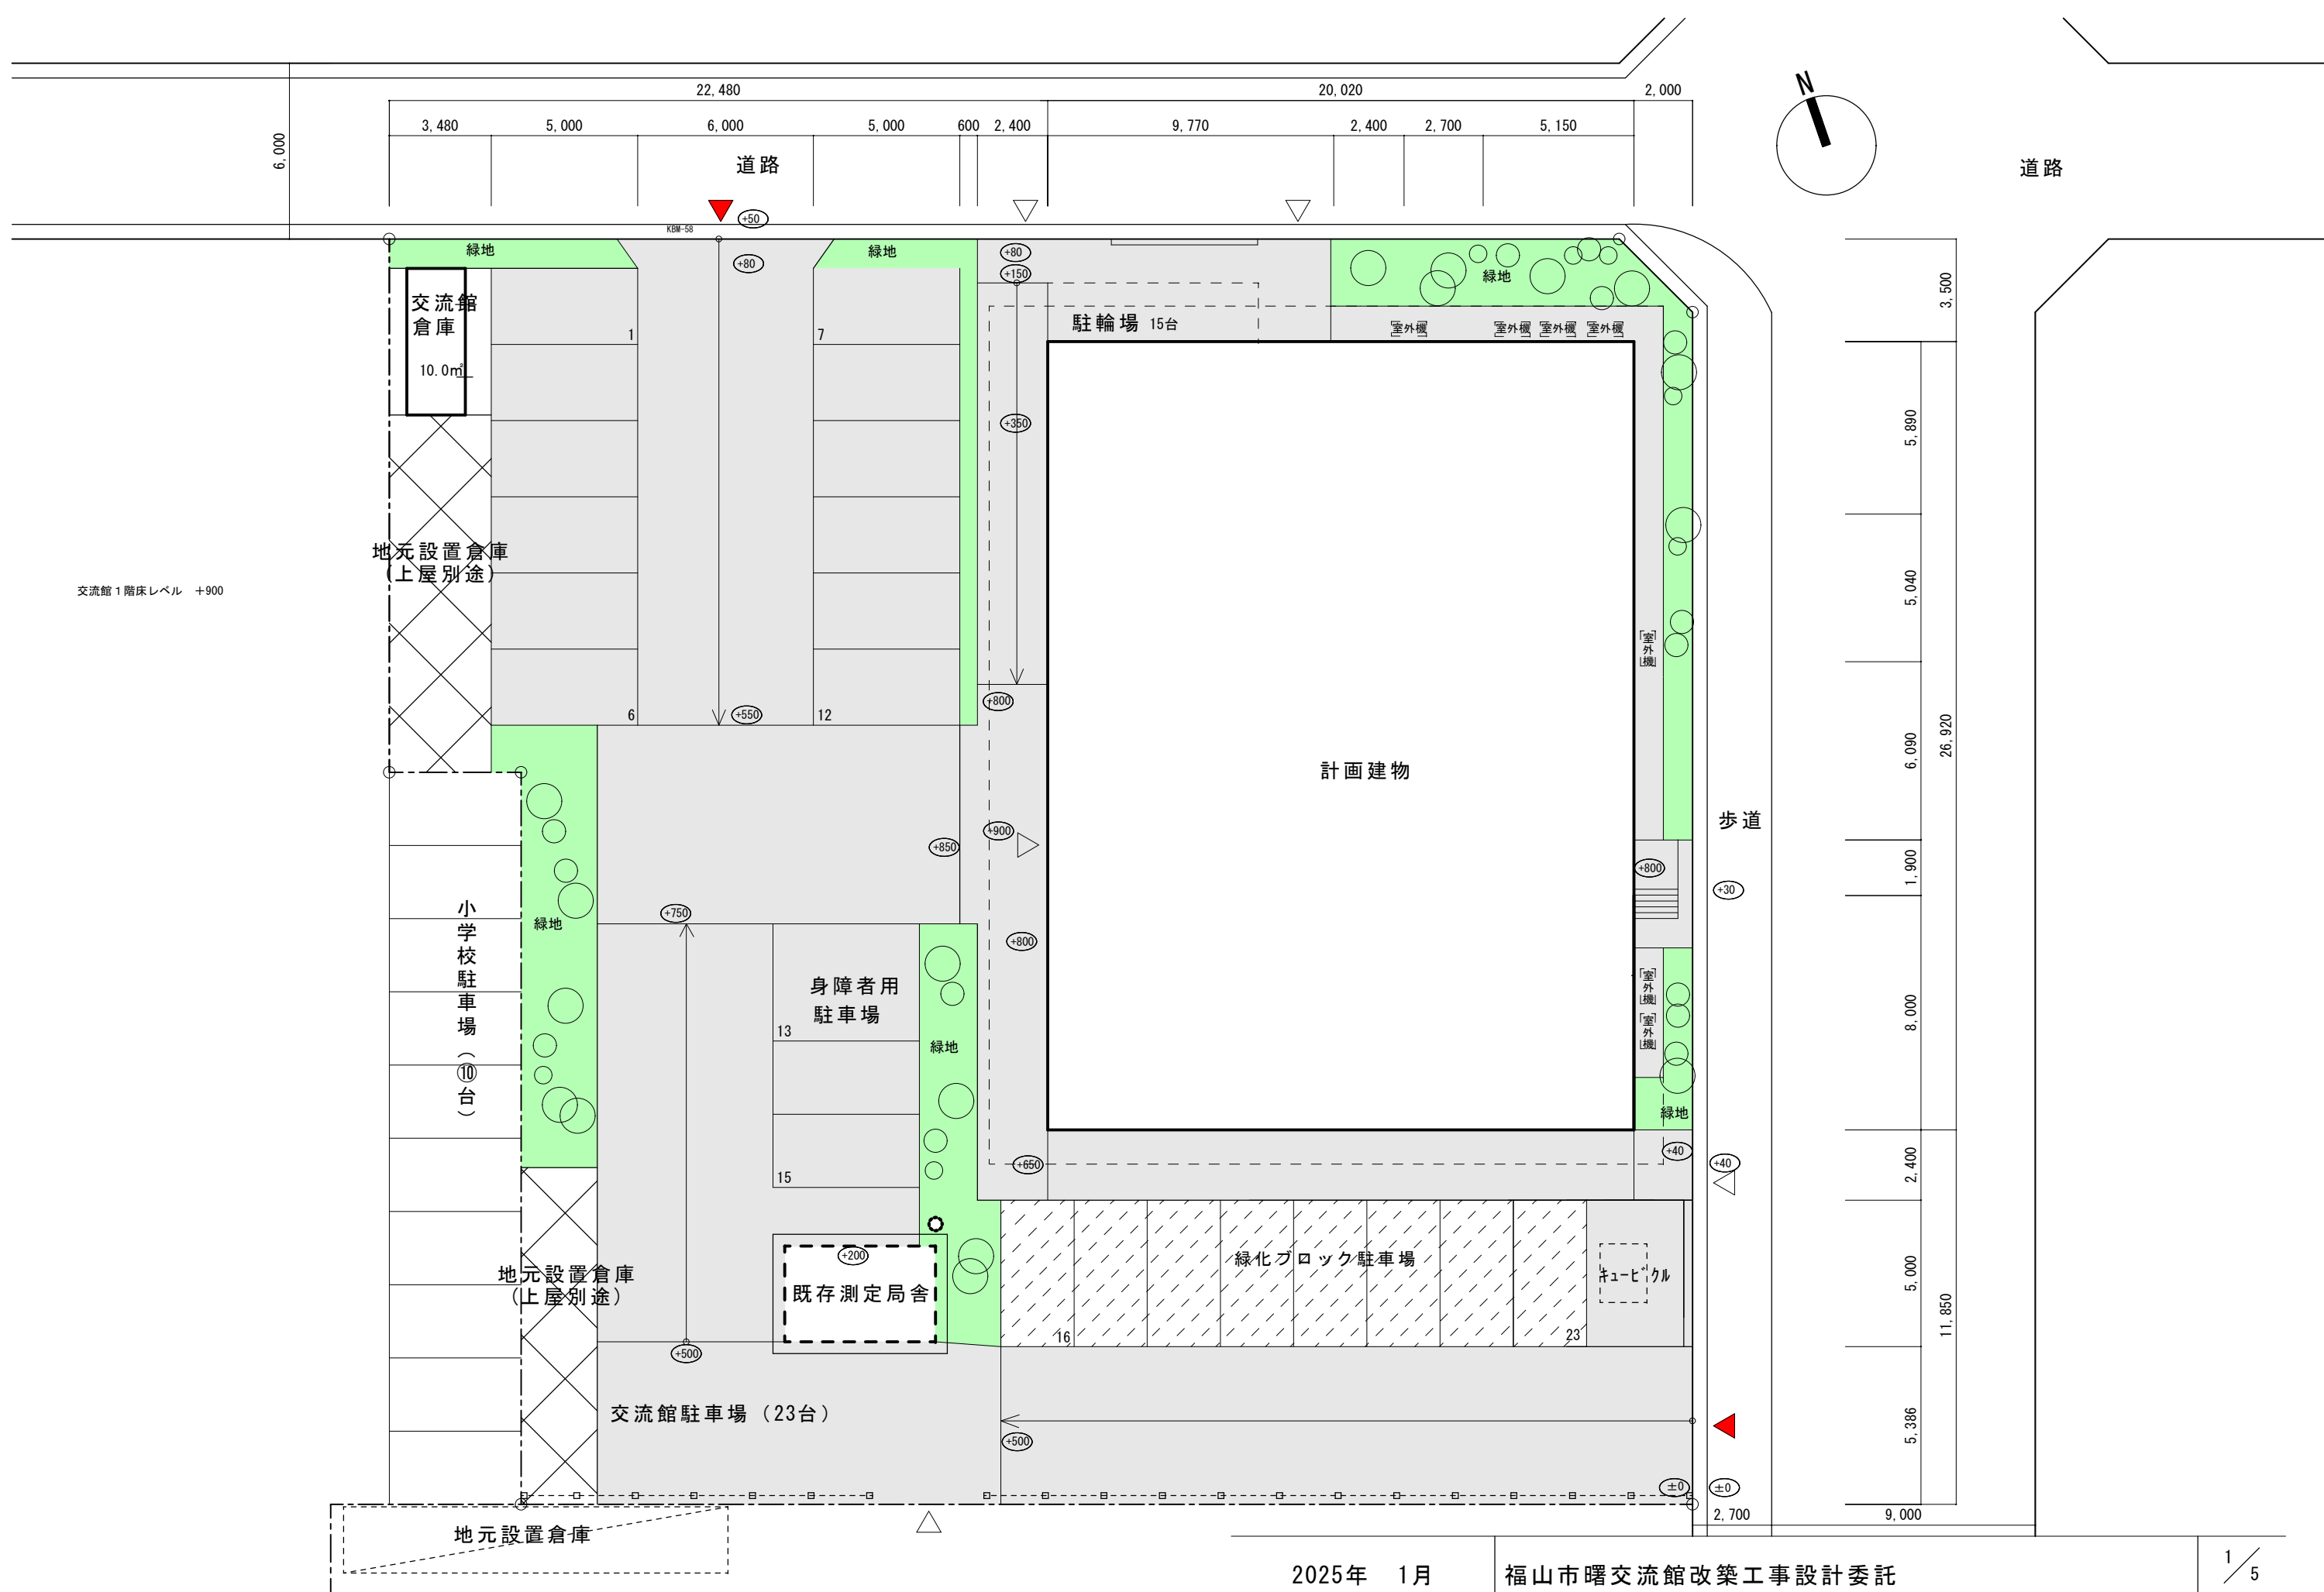 22,480
20,020
2,000
3,480
5,000
6,000
5,000
600
2,400
9,770
2,400
2,700
5,150
6,000
N
道路
道路
+50
KBM-58
緑地
+80
緑地
+80
+150
緑地
交流館
倉庫
10.0㎡
1
7
駐輪場 15台
室外機
室外機
室外機
室外機
3,500
+350
5,890
地元設置倉庫
(上屋別途)
交流館1階床レベル +900
5,040
室外機
6
+550
12
+800
計画建物
6,090
26,920
歩道
+850
+900
+800
+30
1,900
小学校駐車場(⑩台)
緑地
+750
+800
身障者用
駐車場
13
緑地
室外機
室外機
8,000
緑地
15
+650
+40
+40
2,400
地元設置倉庫
(上屋別途)
+200
既存測定局舎
緑化ブロック駐車場
キュービクル
5,000
16
23
+500
11,850
交流館駐車場(23台)
+500
5,386
±0
±0
2,700
9,000
地元設置倉庫
2025年 1月
福山市曙交流館改築工事設計委託
1/5